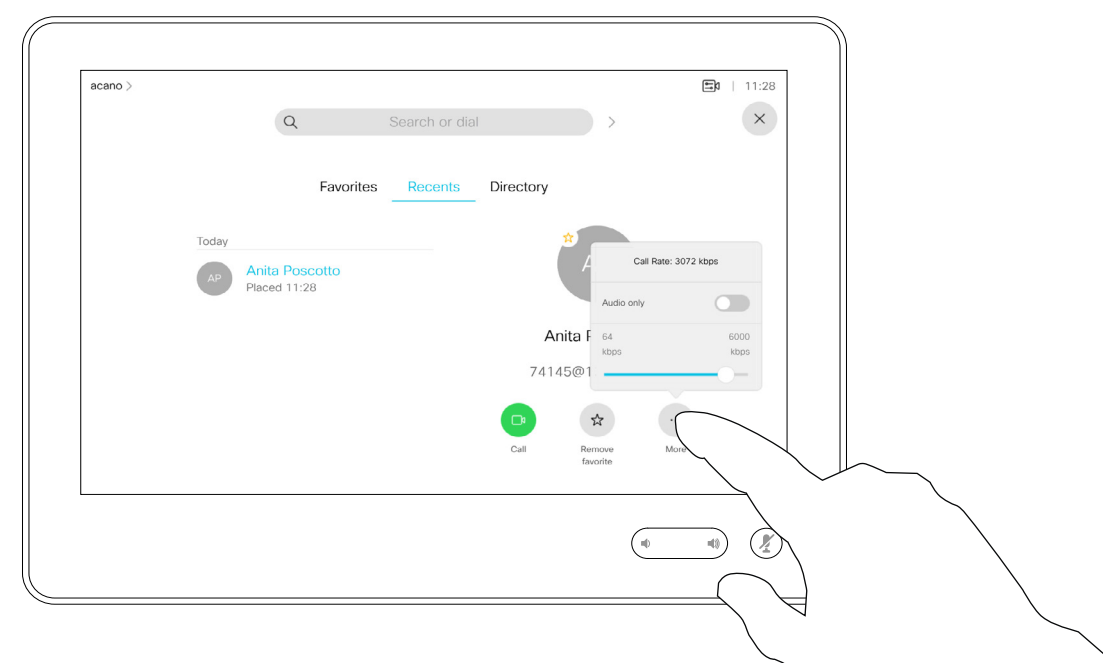 acano >
11:28
Search or dial
Favorites Recents Directory
Today
AP
Anita Poscotto
Placed 11:28
Call Rate: 3072 kbps
Audio only
64 kbps
6000 kbps
Anita
74145@1
Call
Remove
favorite
More